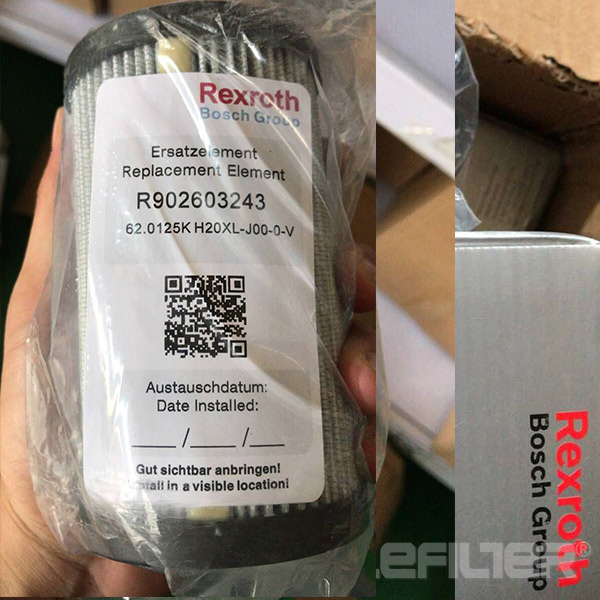 Rexroth
Bosch Group
Ersatzelement
Replacement Element
R902603243
62.0125K H20XL-J00-0-V
Austauschdatum:
Date Installed:
___ /___ /___
Gut sichtbar anbringen!
in a visible location!
Rexroth
Bosch Group
EFILTER
®